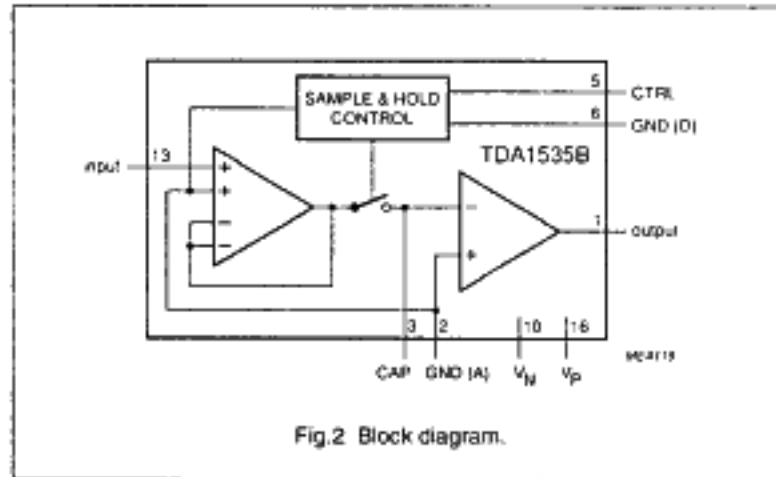 SAMPLE & HOLD
CONTROL
5
CTRL
6
GND (D)
TDA1535B
input
13
+
+
−
−
−
+
1
output
3
2
10
16
CAP
GND (A)
VN
VP
Fig.2 Block diagram.